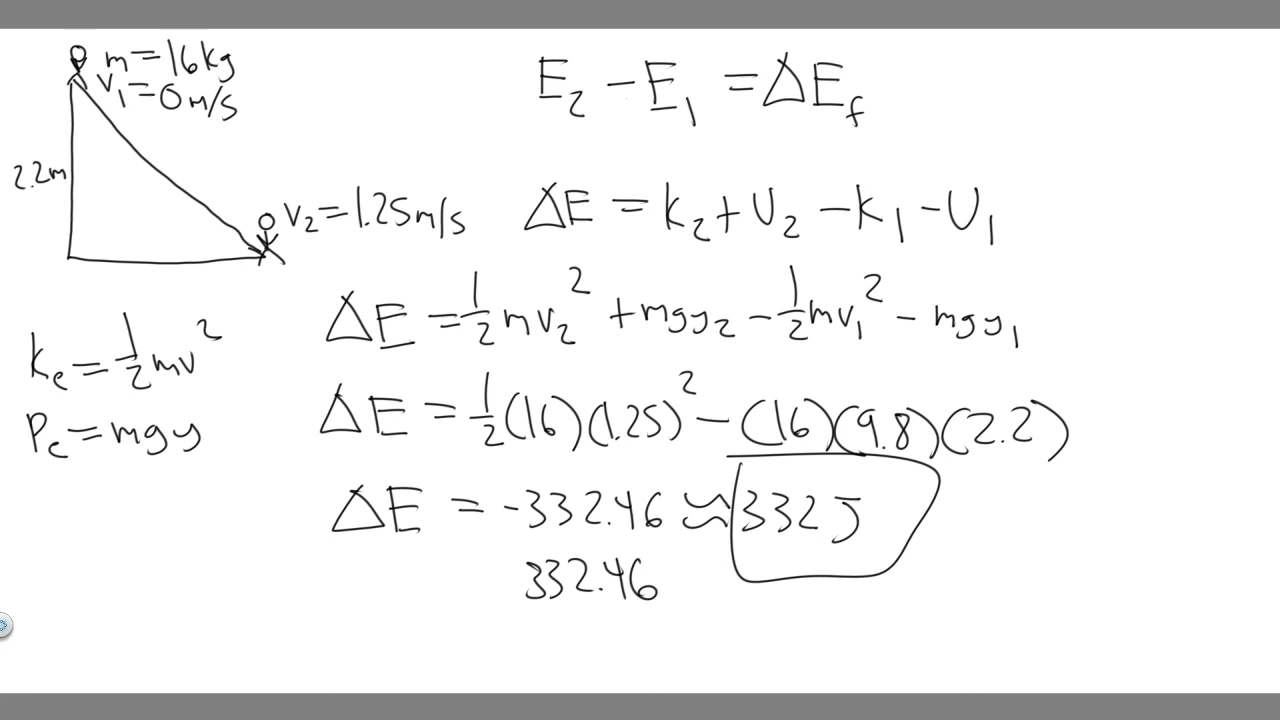 m=16kg
v₁=0m/s
2.2m
v₂=1.25m/s
E₂-E₁=ΔE_f
ΔE=k₂+U₂-k₁-U₁
ΔE=½mv₂²+mgy₂-½mv₁²-mgy₁
kₑ=½mv²
ΔE=½(16)(1.25)²-(16)(9.8)(2.2)
Pₑ=mgy
ΔE=-332.46≈332J
332.46